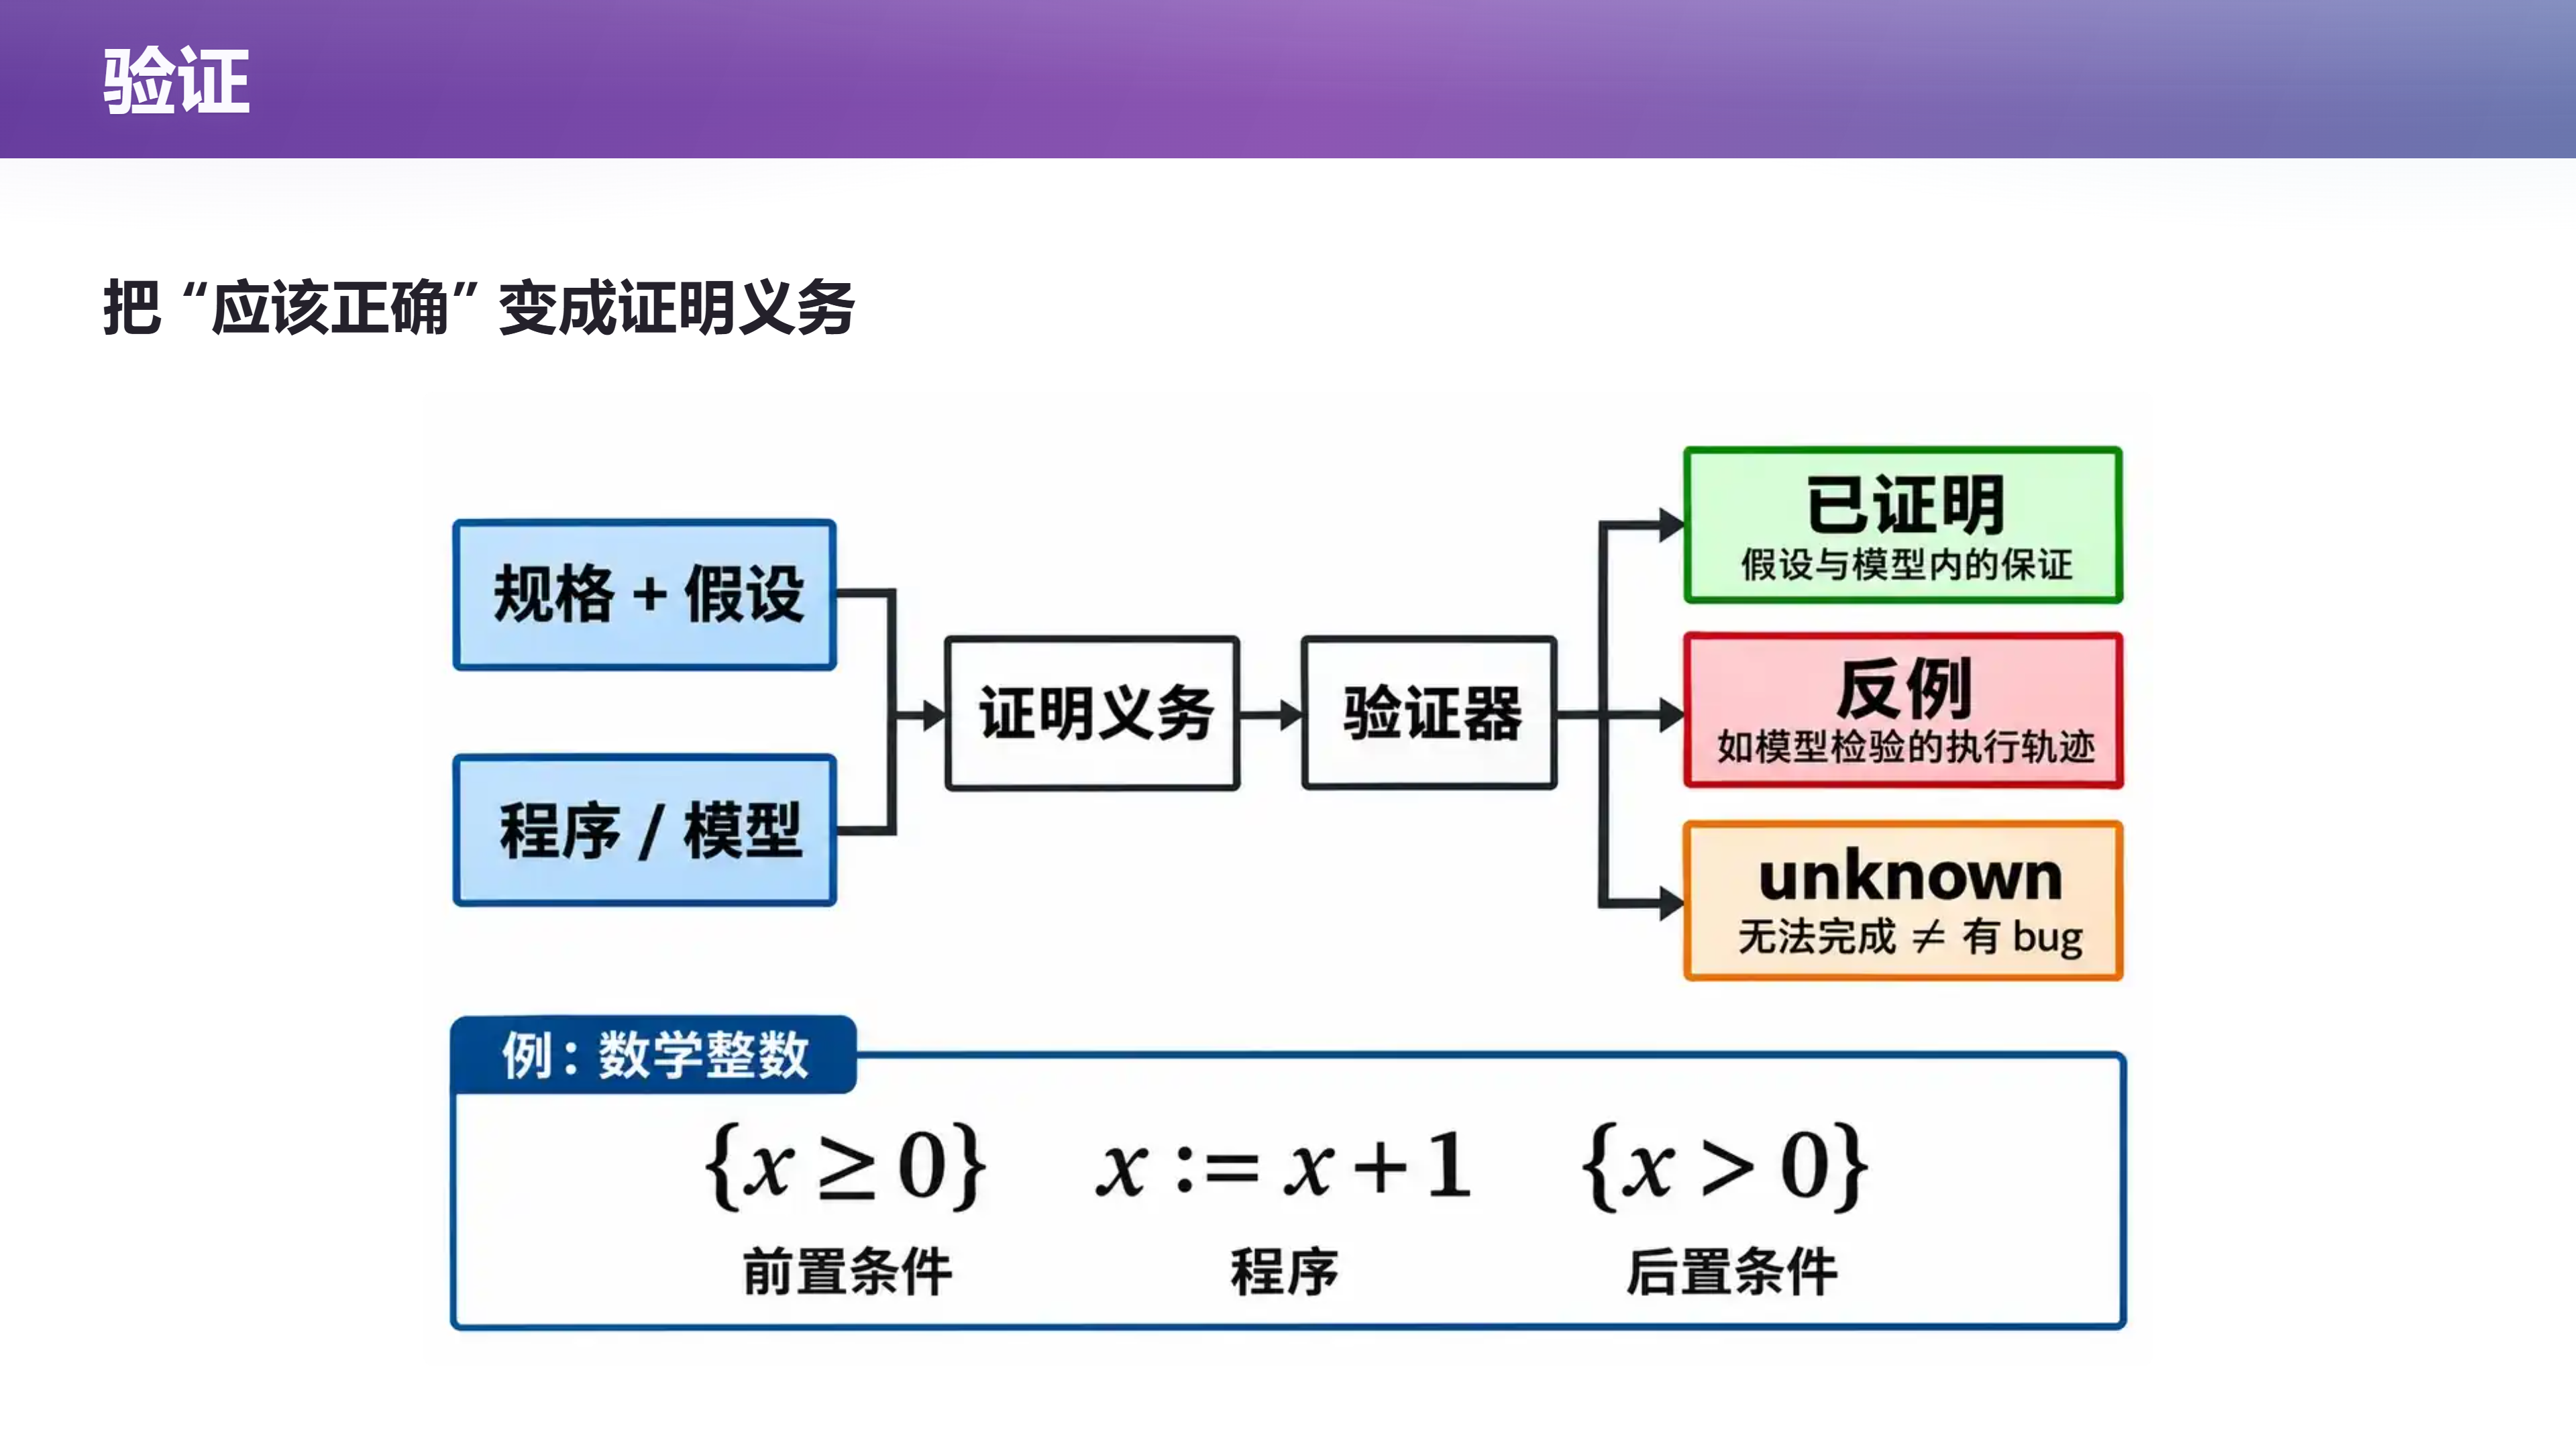 验证
把 “应该正确” 变成证明义务
规格 + 假设
程序 / 模型
证明义务
验证器
已证明
假设与模型内的保证
反例
如模型检验的执行轨迹
unknown
无法完成 ≠ 有 bug
例：数学整数
{x ≥ 0} x := x + 1 {x > 0}
前置条件 程序 后置条件